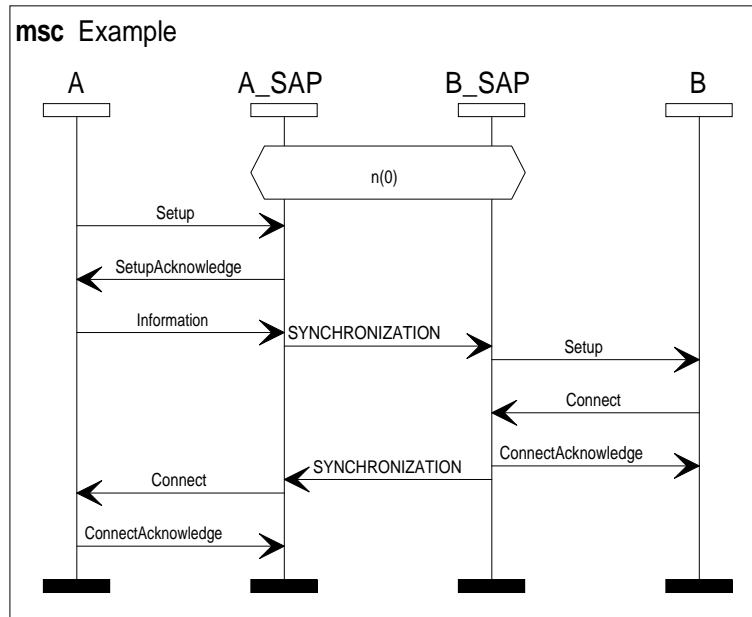 msc Example
A A_SAP B_SAP B
n(0)
Setup
SetupAcknowledge
Information
SYNCHRONIZATION
Setup
Connect
ConnectAcknowledge
SYNCHRONIZATION
Connect
ConnectAcknowledge